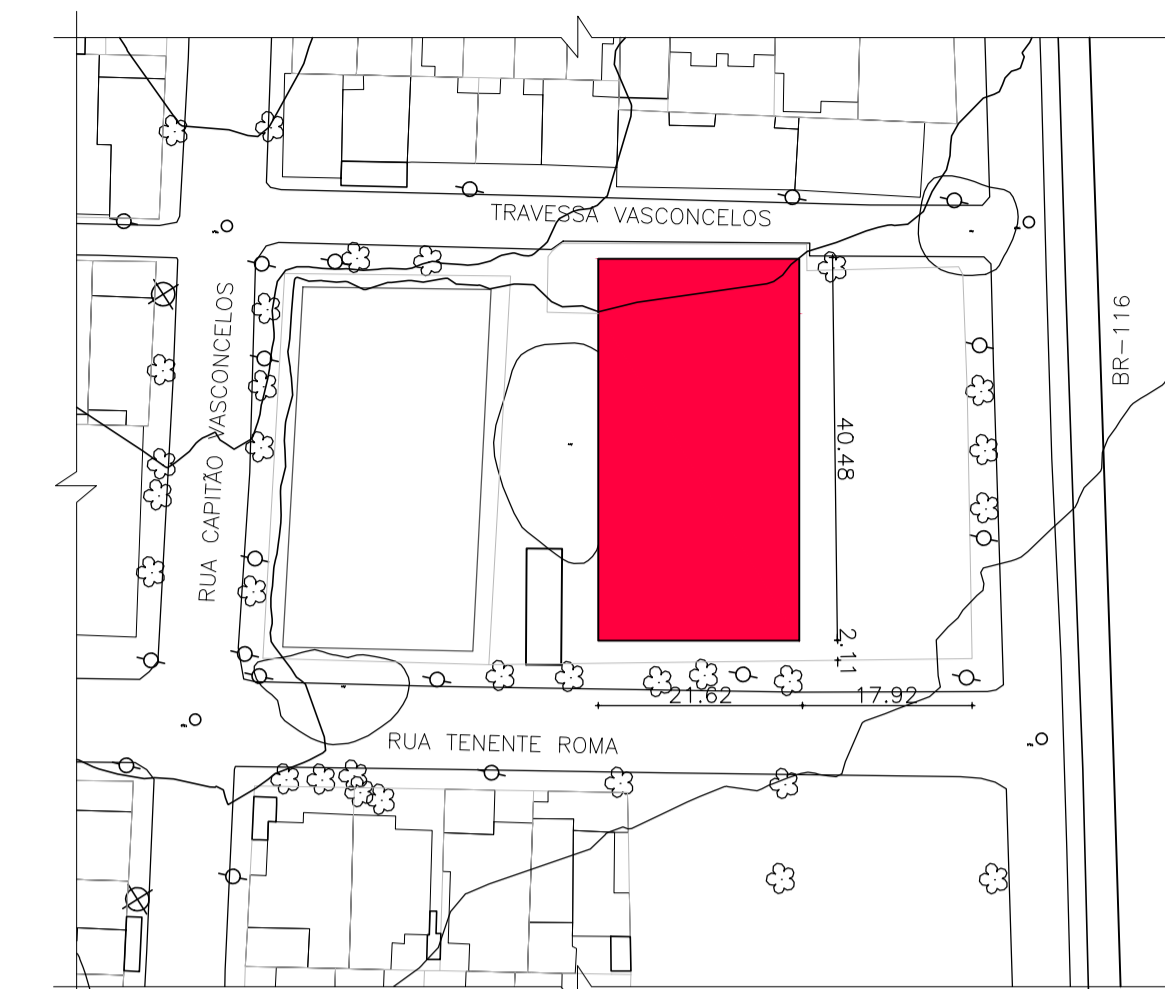 TRAVESSA VASCONCELOS
RUA CAPITÃO VASCONCELOS
BR-116
40.48
2.11
21.62
17.92
RUA TENENTE ROMA